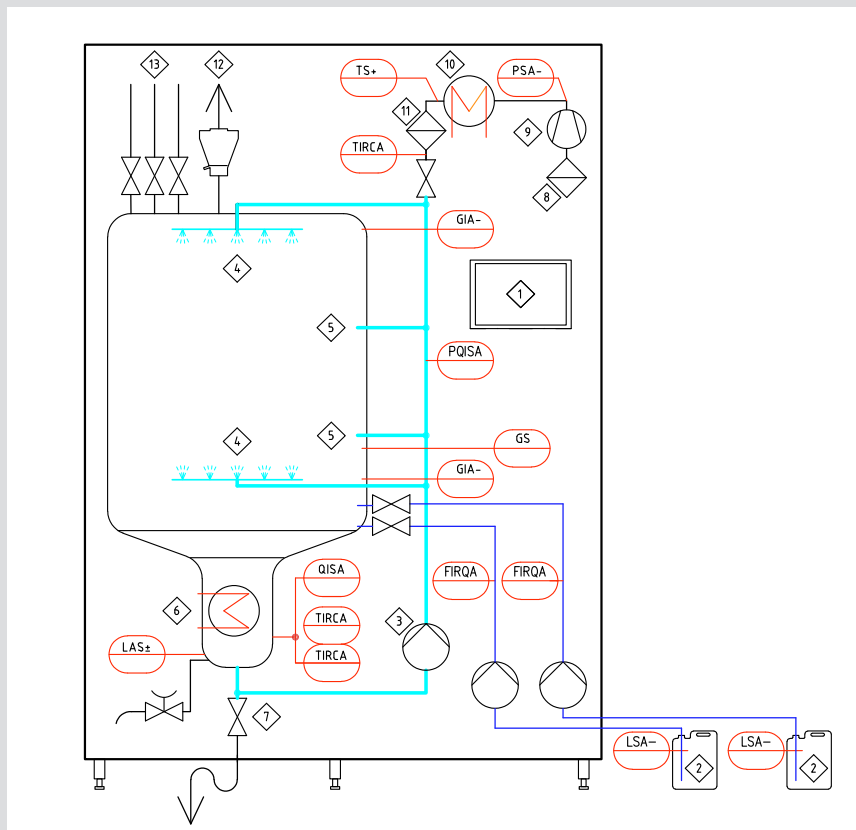 13
12
TS+
10
PSA-
11
9
TIRCA
8
GIA-
4
1
5
PQISA
5
4
GS
GIA-
QISA
FIRQA
FIRQA
6
TIRCA
3
LAS±
TIRCA
7
LSA-
LSA-
2
2